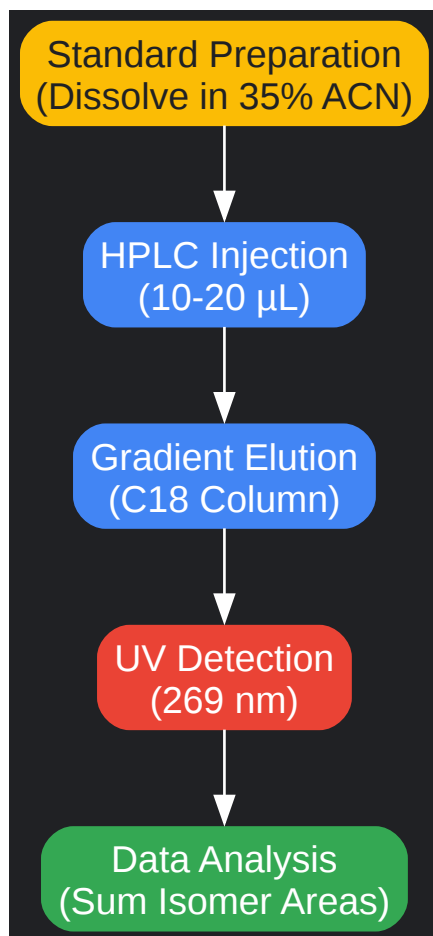 Standard Preparation
(Dissolve in 35% ACN)
HPLC Injection
(10-20 µL)
Gradient Elution
(C18 Column)
UV Detection
(269 nm)
Data Analysis
(Sum Isomer Areas)